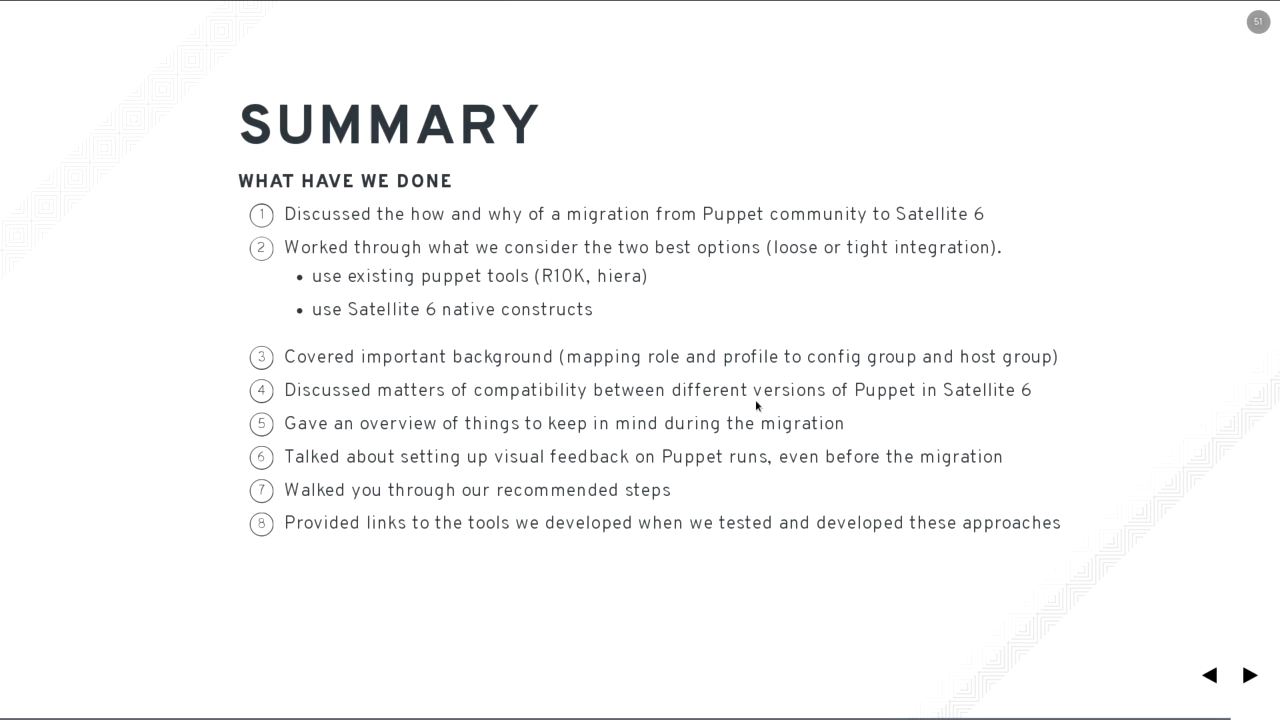 51
SUMMARY
WHAT HAVE WE DONE
1 Discussed the how and why of a migration from Puppet community to Satellite 6
2 Worked through what we consider the two best options (loose or tight integration).
• use existing puppet tools (R10K, hiera)
• use Satellite 6 native constructs
3 Covered important background (mapping role and profile to config group and host group)
4 Discussed matters of compatibility between different versions of Puppet in Satellite 6
5 Gave an overview of things to keep in mind during the migration
6 Talked about setting up visual feedback on Puppet runs, even before the migration
7 Walked you through our recommended steps
8 Provided links to the tools we developed when we tested and developed these approaches